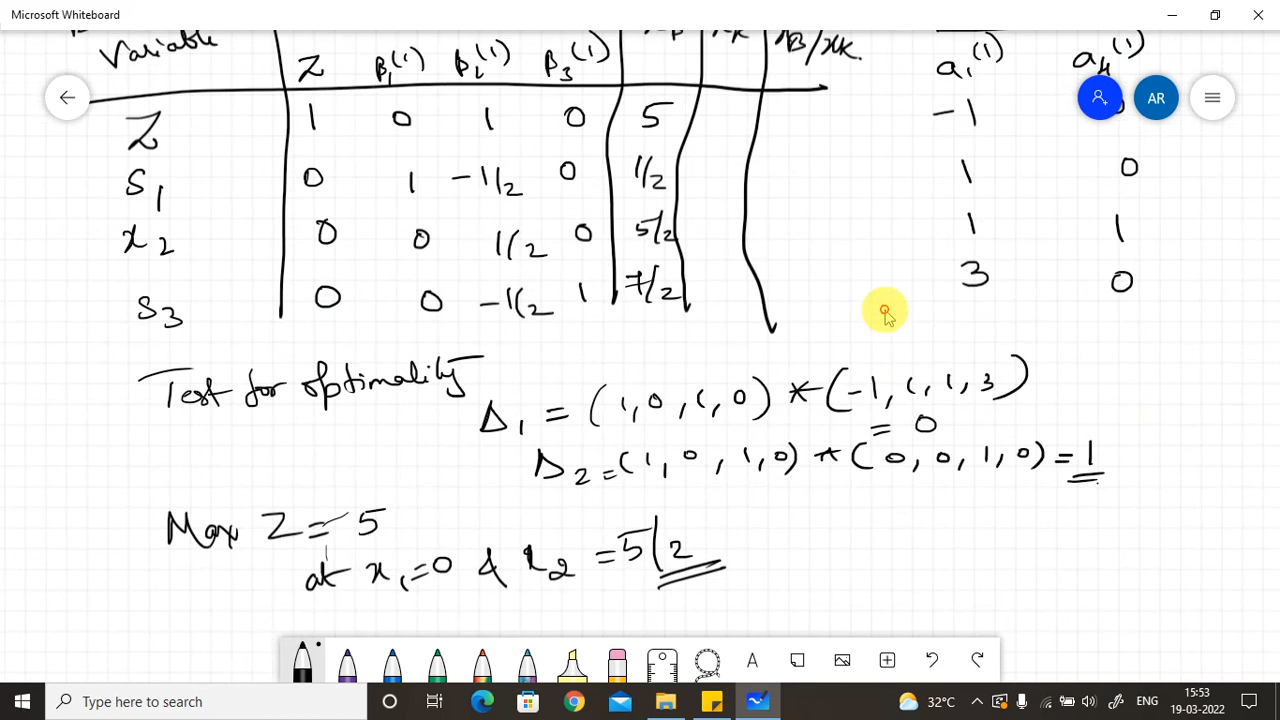 Microsoft Whiteboard
Variable Z β₁⁽¹⁾ β₂⁽¹⁾ β₃⁽¹⁾ XB/XK. a₁⁽¹⁾ a₄⁽¹⁾
AR
Z 1 0 1 0 5 -1
S₁ 0 1 -1/2 0 1/2 1 0
x₂ 0 0 1/2 0 5/2 1 1
S₃ 0 0 -1/2 1 7/2 3 0
Test for optimality Δ₁ = (1,0,1,0) * (-1,1,1,3)
= 0
Δ₂ = (1,0,1,0) * (0,0,1,0) = 1
Max Z = 5
at x₁=0 & x₂ = 5/2
A
Type here to search
32°C
ENG
15:53
19-03-2022